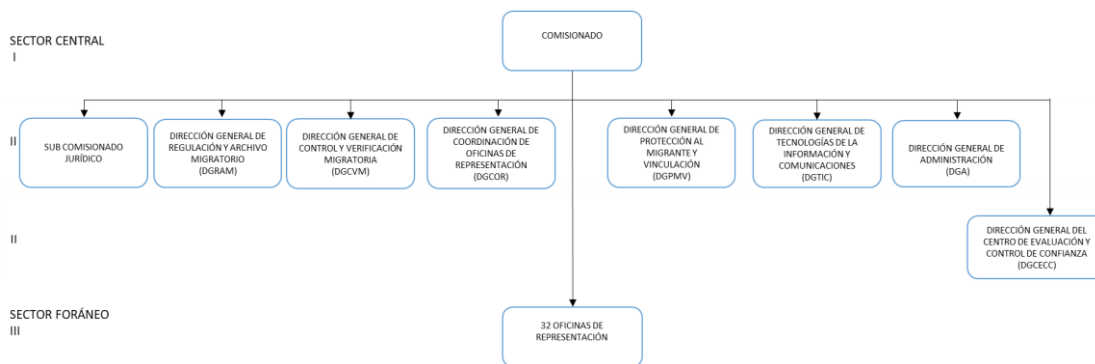 SECTOR CENTRAL
I
COMISIONADO
II
SUB COMISIONADO
JURÍDICO
DIRECCIÓN GENERAL DE
REGULACIÓN Y ARCHIVO
MIGRATORIO
(DGRAM)
DIRECCIÓN GENERAL DE
CONTROL Y VERIFICACIÓN
MIGRATORIA
(DGCVM)
DIRECCIÓN GENERAL DE
COORDINACIÓN DE
OFICINAS DE
REPRESENTACIÓN
(DGCOR)
DIRECCIÓN GENERAL DE
PROTECCIÓN AL
MIGRANTE Y
VINCULACIÓN
(DGPMV)
DIRECCIÓN GENERAL DE
TECNOLOGÍAS DE LA
INFORMACIÓN Y
COMUNICACIONES
(DGTIC)
DIRECCIÓN GENERAL DE
ADMINISTRACIÓN
(DGA)
II
DIRECCIÓN GENERAL DEL
CENTRO DE EVALUACIÓN Y
CONTROL DE CONFIANZA
(DGCECC)
SECTOR FORÁNEO
III
32 OFICINAS DE
REPRESENTACIÓN